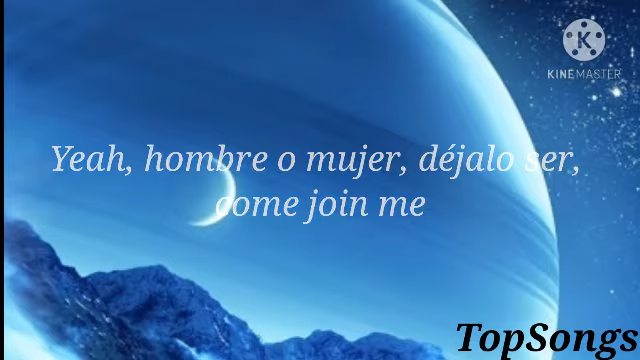 KINEMASTER
Yeah, hombre o mujer, déjalo ser,
come join me
TopSongs